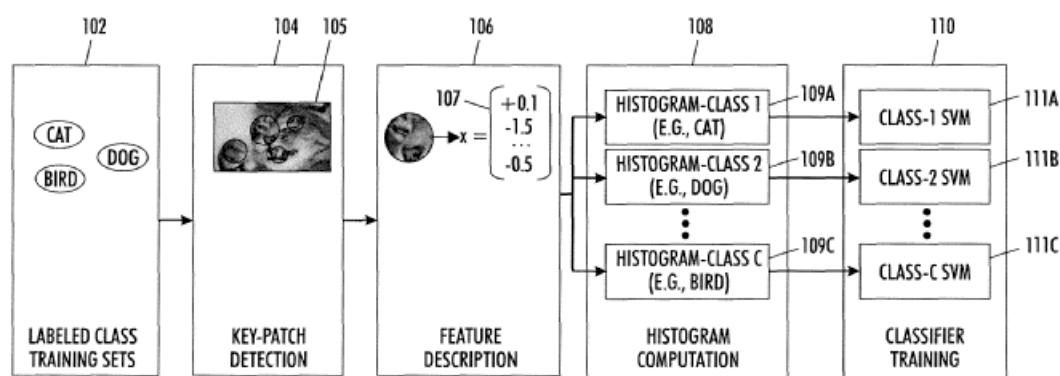 102
104
105
106
108
110
CAT
DOG
BIRD
LABELED CLASS
TRAINING SETS
KEY-PATCH
DETECTION
107
x =
+0.1
-1.5
...
-0.5
FEATURE
DESCRIPTION
HISTOGRAM-CLASS 1
(E.G., CAT)
109A
HISTOGRAM-CLASS 2
(E.G., DOG)
109B
HISTOGRAM-CLASS C
(E.G., BIRD)
109C
HISTOGRAM
COMPUTATION
CLASS-1 SVM
111A
CLASS-2 SVM
111B
CLASS-C SVM
111C
CLASSIFIER
TRAINING